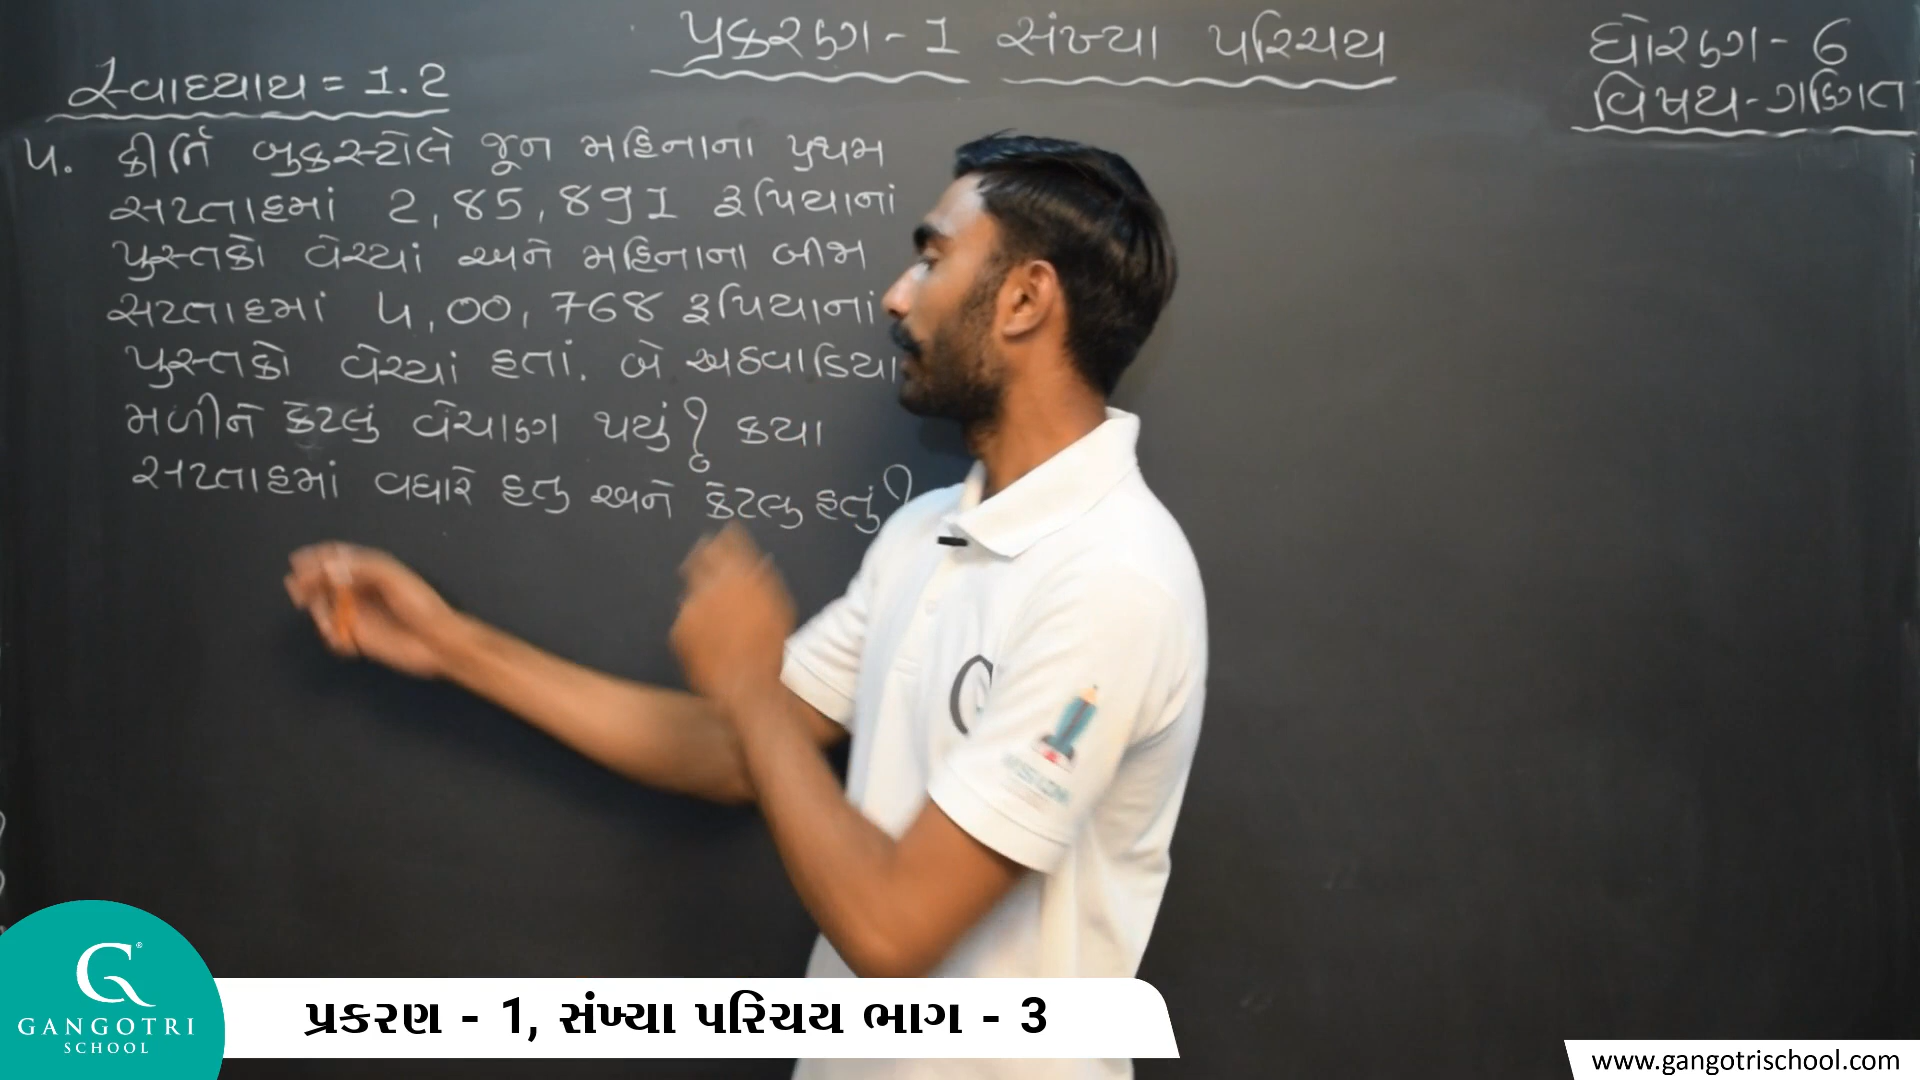 પ્રકરણ - 1 સંખ્યા પરિચય
ધોરણ - 6
વિષય - ગણિત
સ્વાધ્યાય = 1.2
૫. કીર્તિ બુકસ્ટોલે જૂન મહિનાના પ્રથમ
સપ્તાહમાં 2,85,891 રૂપિયાનાં
પુસ્તકો વેચ્યાં અને મહિનાના બીજા
સપ્તાહમાં 4,00,768 રૂપિયાનાં
પુસ્તકો વેચ્યાં હતાં. બે અઠવાડિયા
મળીને કેટલું વેચાણ થયું? કયા
સપ્તાહમાં વધારે હતુ અને કેટલુ હતું?
GANGOTRI
SCHOOL
પ્રકરણ - 1, સંખ્યા પરિચય ભાગ - 3
www.gangotrischool.com